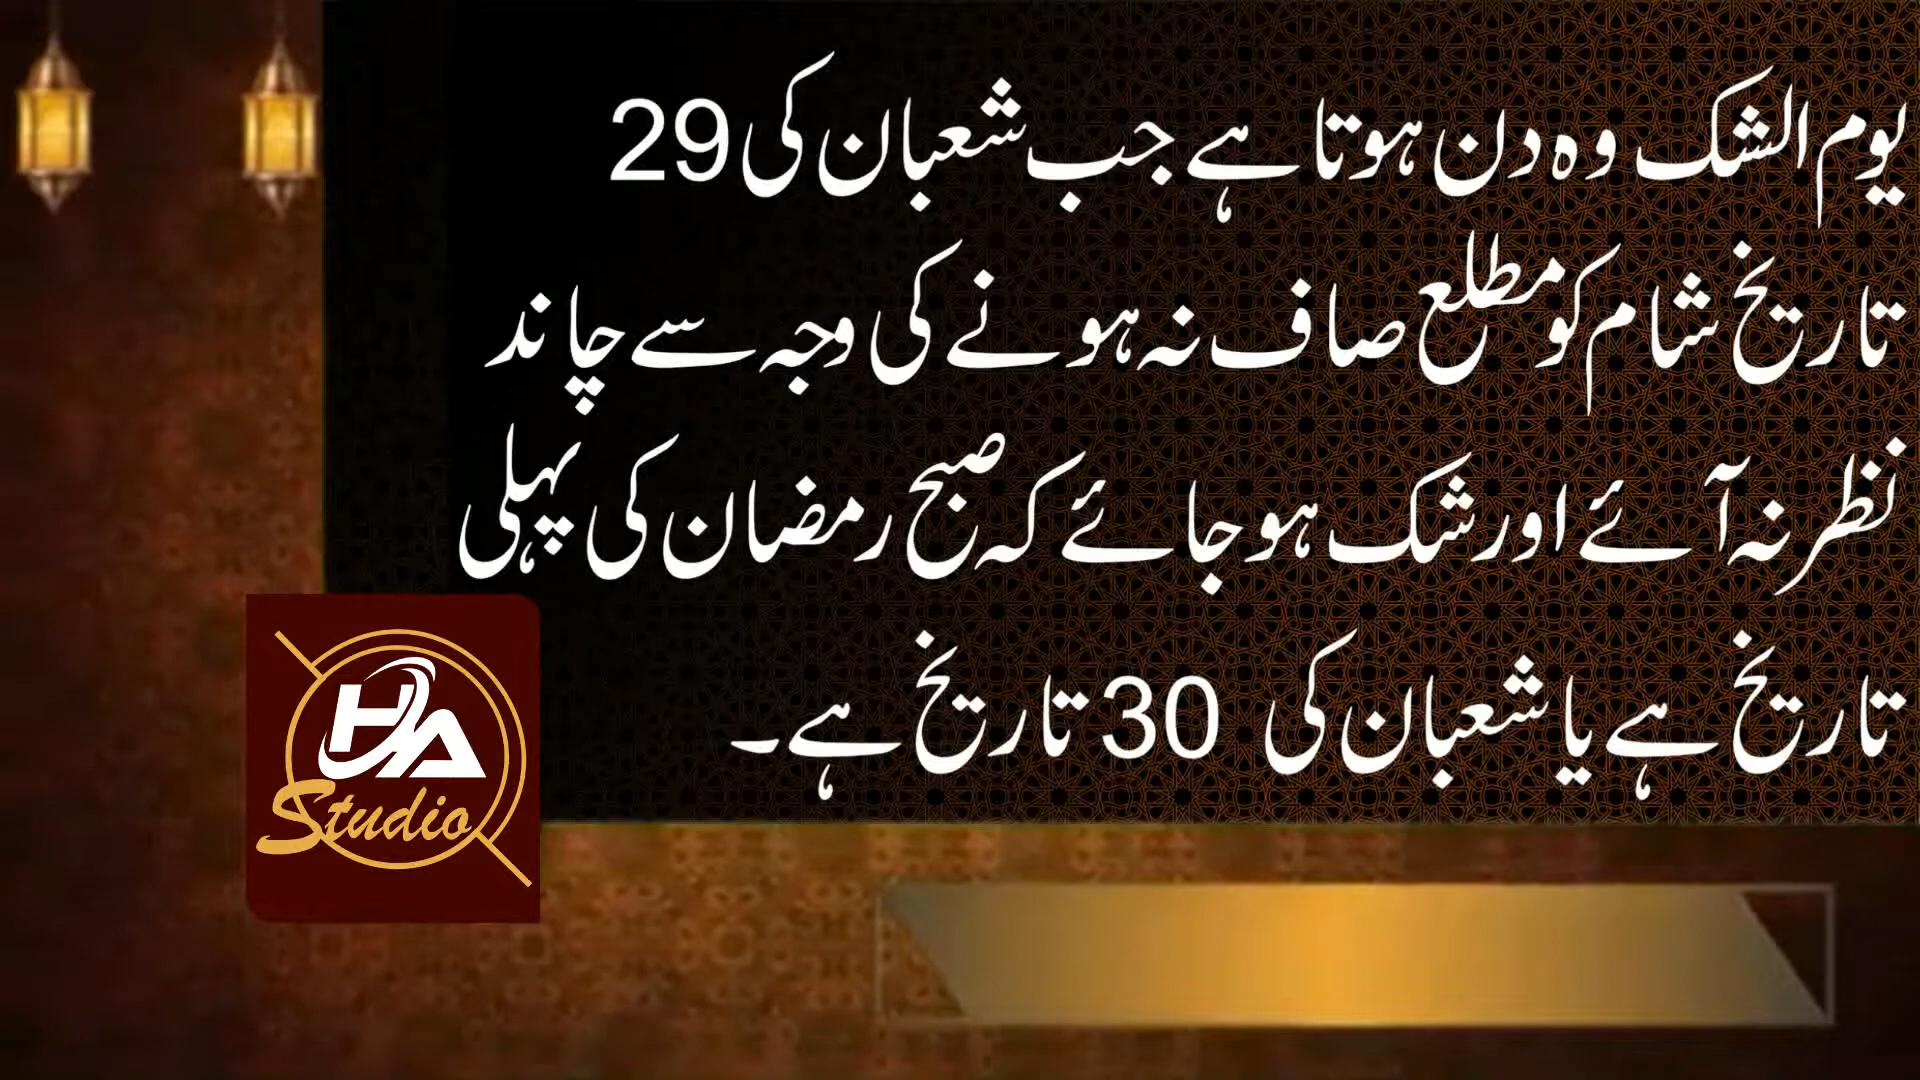 یوم الشک وہ دن ہوتا ہے جب شعبان کی 29
تاریخ شام کو مطلع صاف نہ ہونے کی وجہ سے چاند
نظر نہ آئے اور شک ہو جائے کہ صبح رمضان کی پہلی
تاریخ ہے یا شعبان کی 30 تاریخ ہے۔
HA
Studio